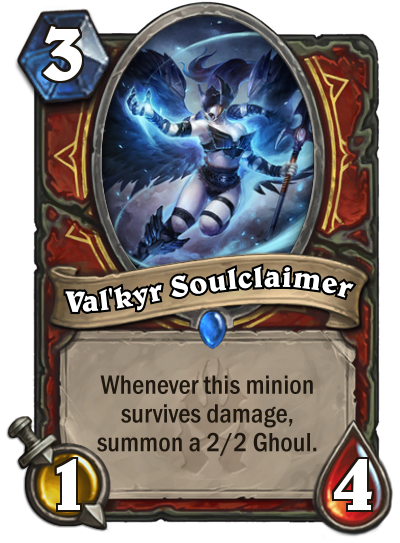 3
Val'kyr Soulclaimer
Whenever this minion
survives damage,
summon a 2/2 Ghoul.
1
4